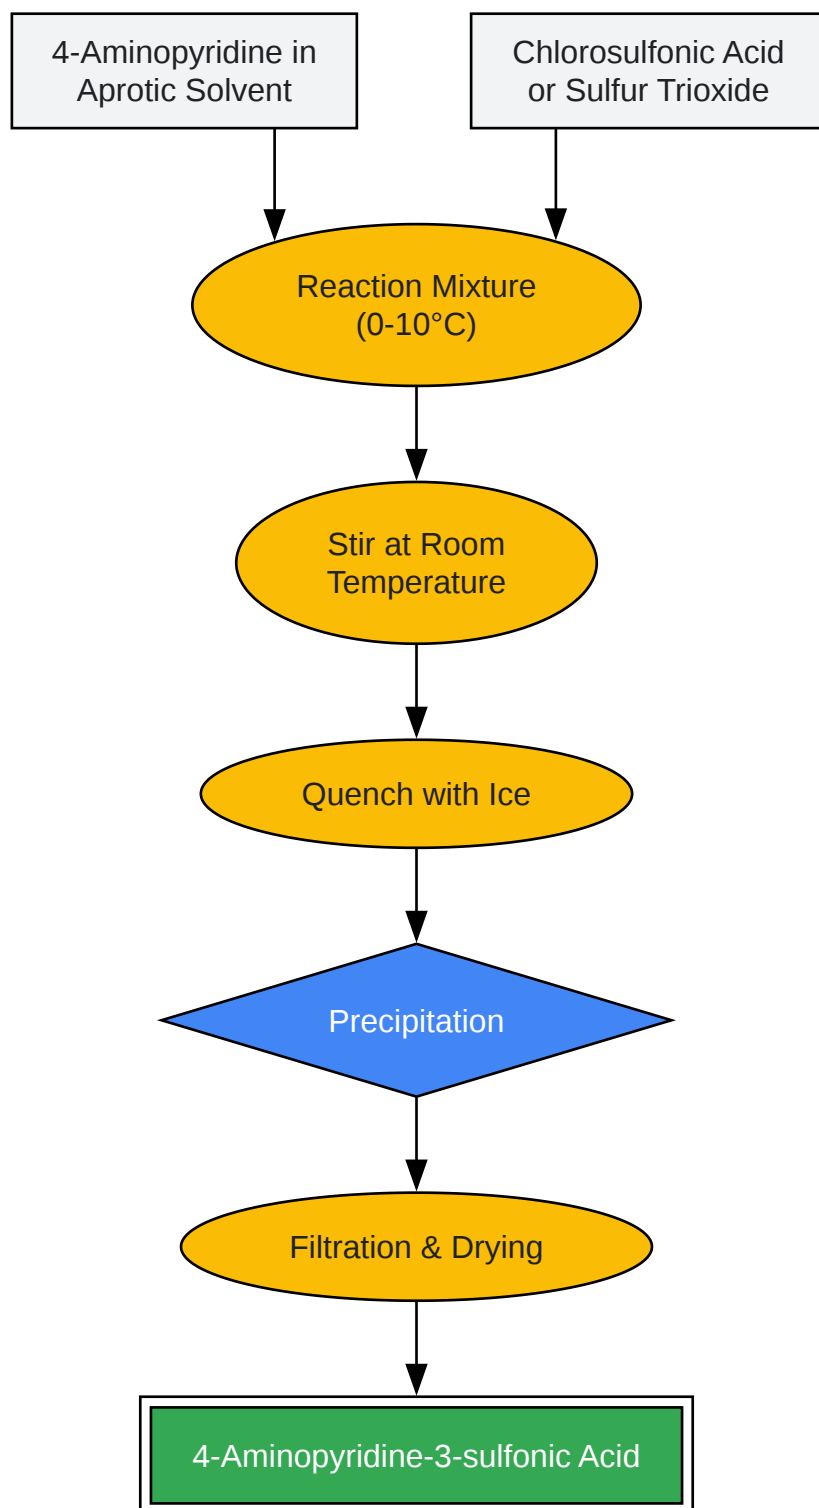 4-Aminopyridine in
Aprotic Solvent
Chlorosulfonic Acid
or Sulfur Trioxide
Reaction Mixture
(0-10°C)
Stir at Room
Temperature
Quench with Ice
Precipitation
Filtration & Drying
4-Aminopyridine-3-sulfonic Acid